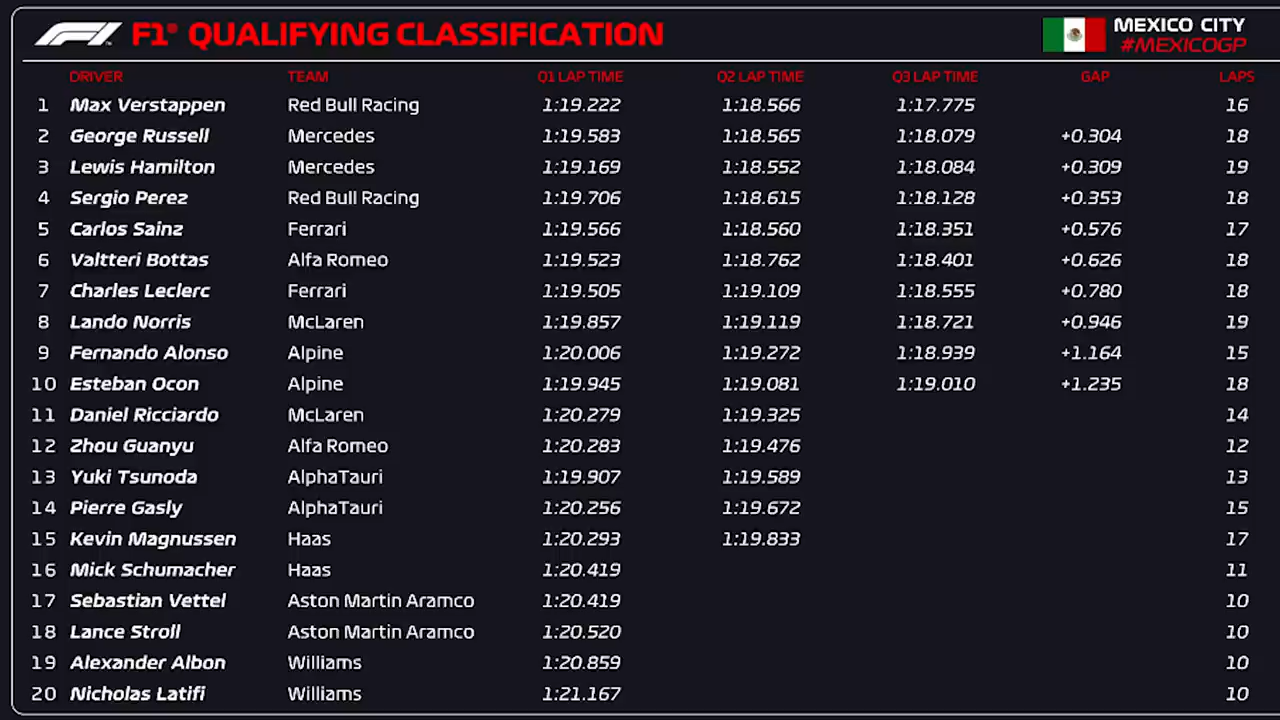 F1 F1® QUALIFYING CLASSIFICATION MEXICO CITY
#MEXICOGP
DRIVER TEAM Q1 LAP TIME Q2 LAP TIME Q3 LAP TIME GAP LAPS
1 Max Verstappen Red Bull Racing 1:19.222 1:18.566 1:17.775 16
2 George Russell Mercedes 1:19.583 1:18.565 1:18.079 +0.304 18
3 Lewis Hamilton Mercedes 1:19.169 1:18.552 1:18.084 +0.309 19
4 Sergio Perez Red Bull Racing 1:19.706 1:18.615 1:18.128 +0.353 18
5 Carlos Sainz Ferrari 1:19.566 1:18.560 1:18.351 +0.576 17
6 Valtteri Bottas Alfa Romeo 1:19.523 1:18.762 1:18.401 +0.626 18
7 Charles Leclerc Ferrari 1:19.505 1:19.109 1:18.555 +0.780 18
8 Lando Norris McLaren 1:19.857 1:19.119 1:18.721 +0.946 19
9 Fernando Alonso Alpine 1:20.006 1:19.272 1:18.939 +1.164 15
10 Esteban Ocon Alpine 1:19.945 1:19.081 1:19.010 +1.235 18
11 Daniel Ricciardo McLaren 1:20.279 1:19.325 14
12 Zhou Guanyu Alfa Romeo 1:20.283 1:19.476 12
13 Yuki Tsunoda AlphaTauri 1:19.907 1:19.589 13
14 Pierre Gasly AlphaTauri 1:20.256 1:19.672 15
15 Kevin Magnussen Haas 1:20.293 1:19.833 17
16 Mick Schumacher Haas 1:20.419 11
17 Sebastian Vettel Aston Martin Aramco 1:20.419 10
18 Lance Stroll Aston Martin Aramco 1:20.520 10
19 Alexander Albon Williams 1:20.859 10
20 Nicholas Latifi Williams 1:21.167 10